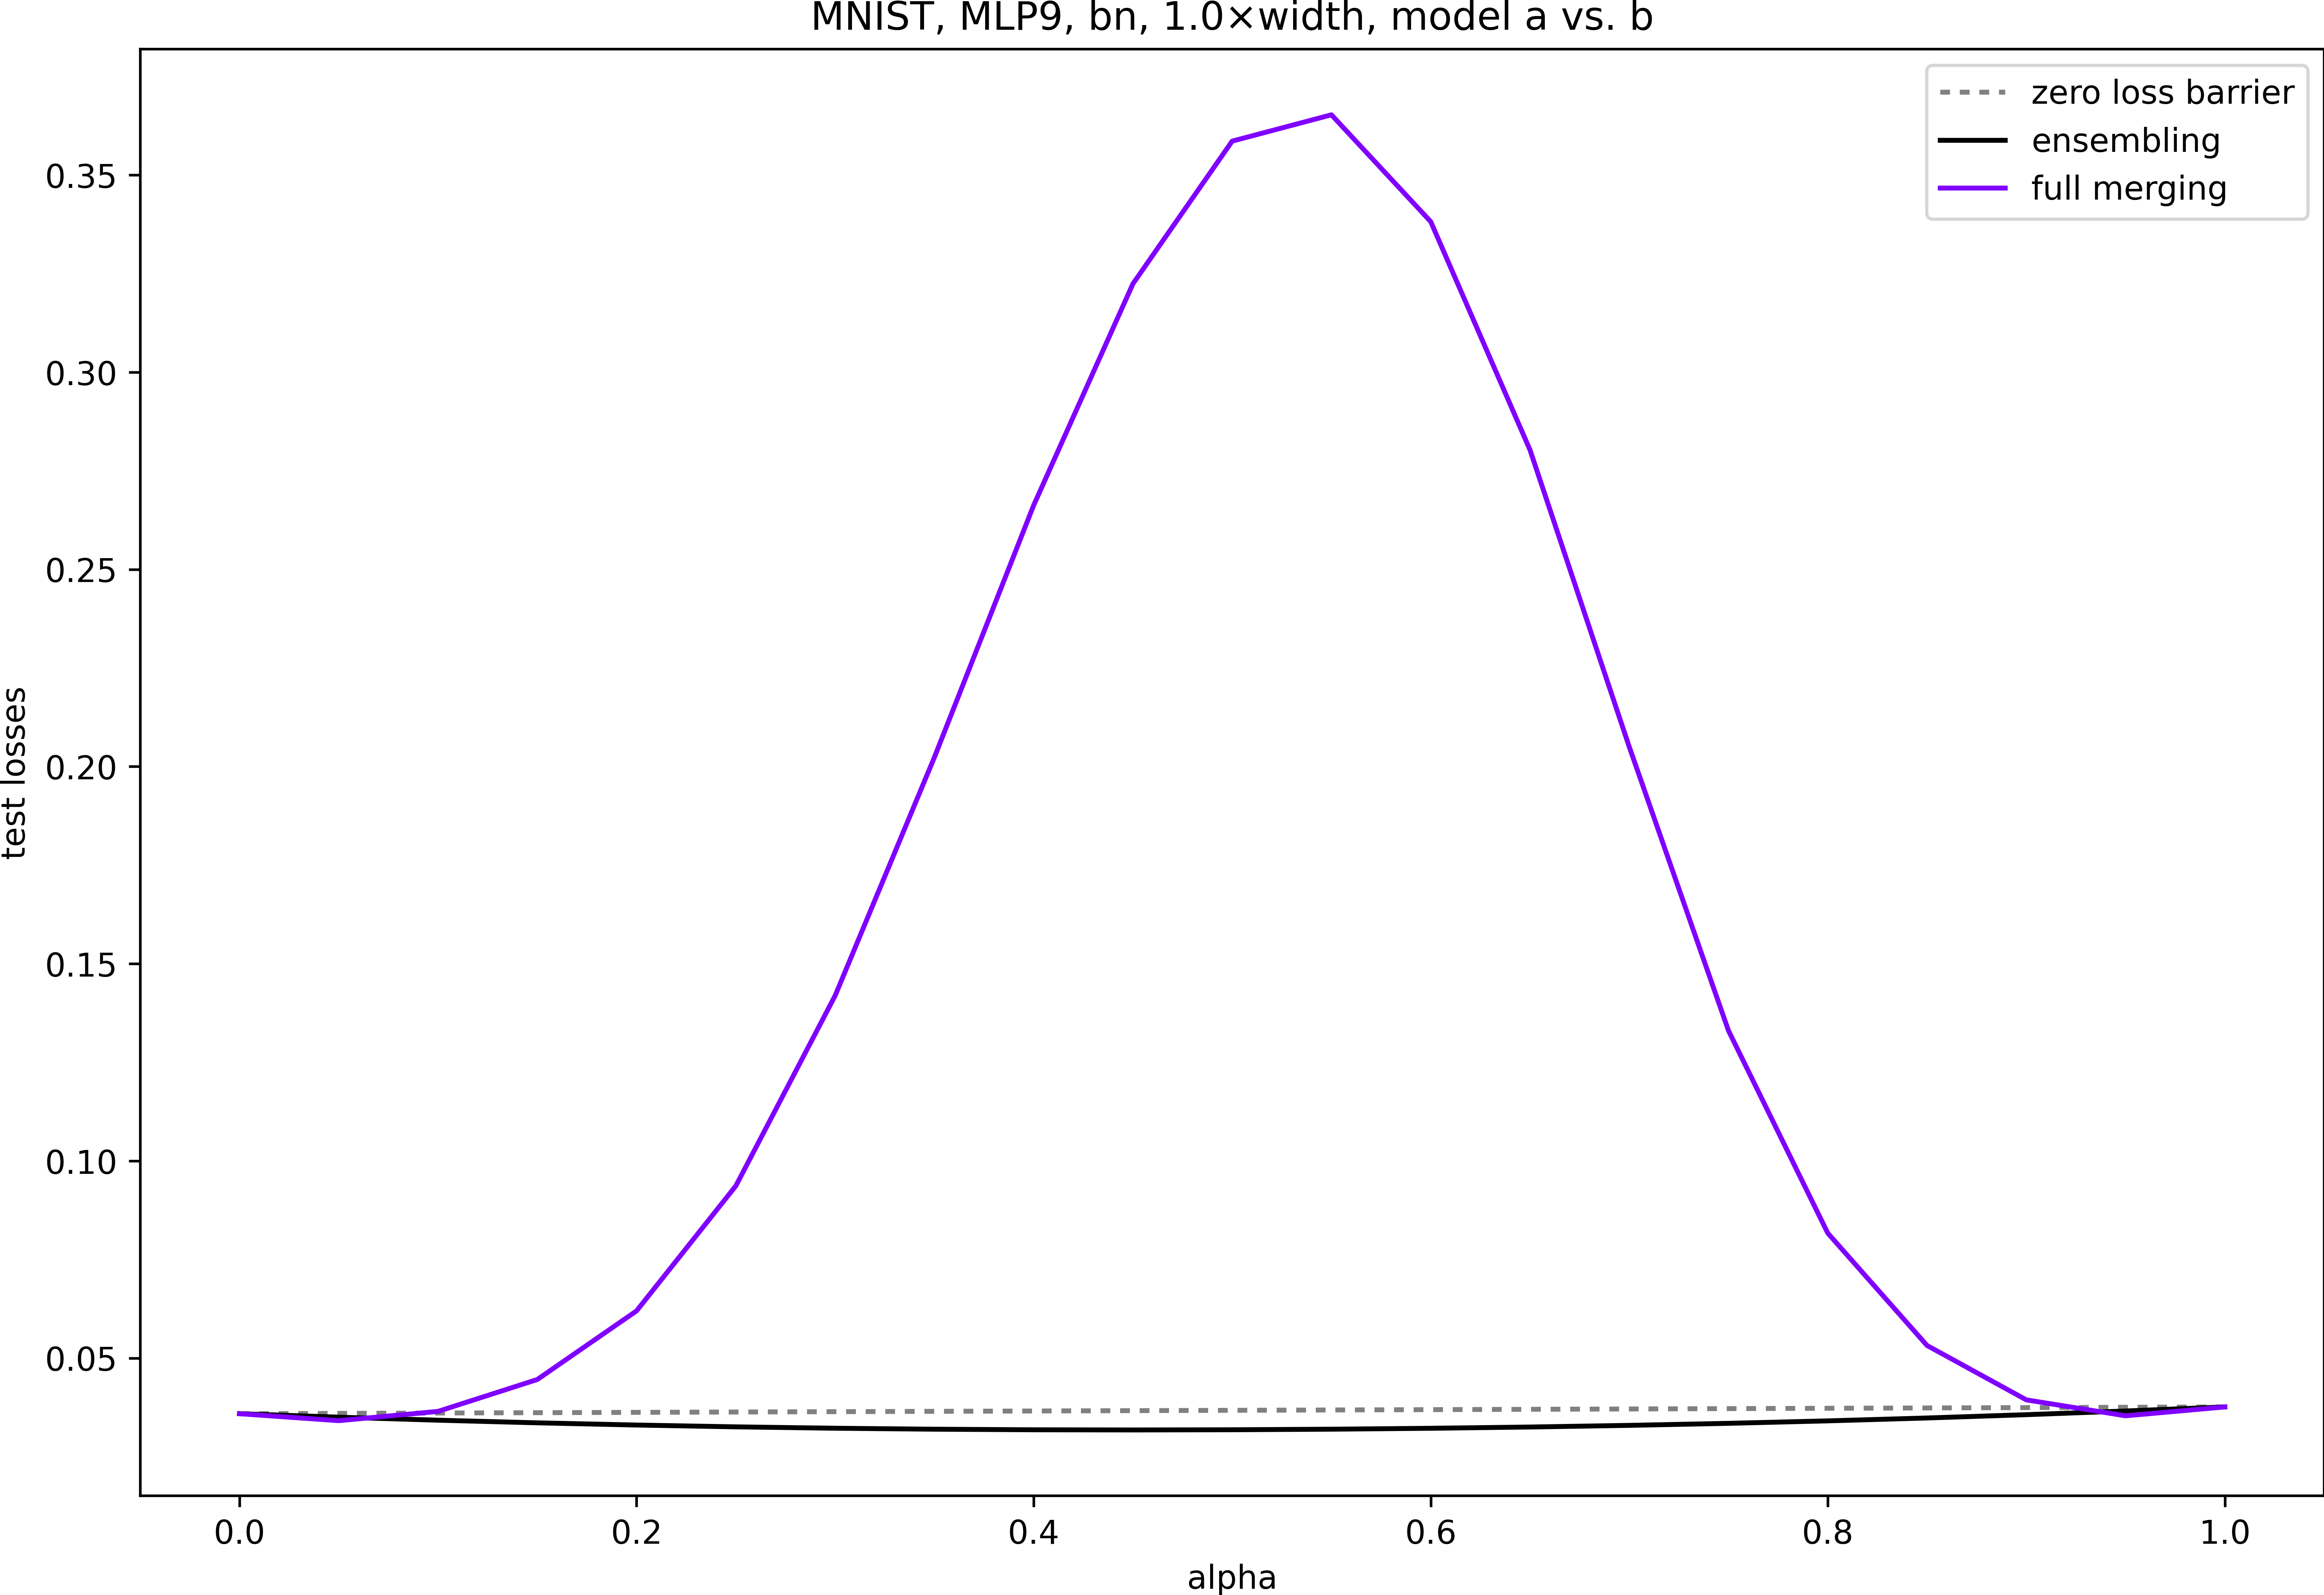 MNIST, MLP9, bn, 1.0×width, model a vs. b
zero loss barrier
ensembling
full merging
test losses
0.35
0.30
0.25
0.20
0.15
0.10
0.05
0.0 0.2 0.4 0.6 0.8 1.0
alpha